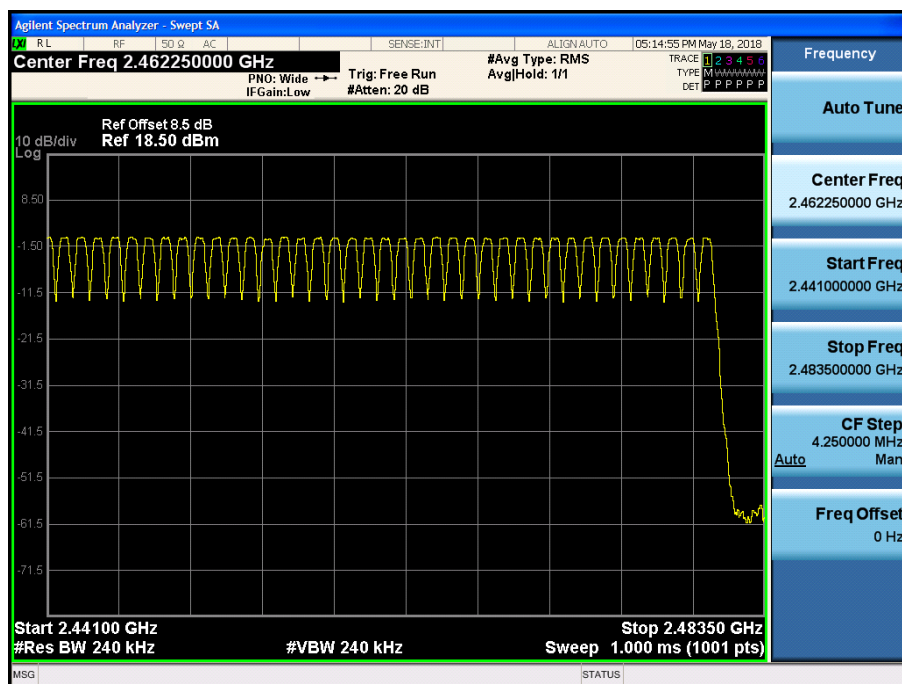 Agilent Spectrum Analyzer - Swept SA
LXI RL RF 50 Ω AC SENSE:INT ALIGN AUTO 05:14:55 PM May 18, 2018
Center Freq 2.462250000 GHz
PNO: Wide
IFGain:Low
Trig: Free Run
#Atten: 20 dB
#Avg Type: RMS
Avg|Hold: 1/1
TRACE 1 2 3 4 5 6
TYPE M WWWWW
DET P P P P P P
Ref Offset 8.5 dB
10 dB/div Ref 18.50 dBm
Log
8.50
-1.50
-11.5
-21.5
-31.5
-41.5
-51.5
-61.5
-71.5
Start 2.44100 GHz Stop 2.48350 GHz
#Res BW 240 kHz #VBW 240 kHz Sweep 1.000 ms (1001 pts)
MSG STATUS
Frequency
Auto Tune
Center Freq
2.462250000 GHz
Start Freq
2.441000000 GHz
Stop Freq
2.483500000 GHz
CF Step
4.250000 MHz
Auto Man
Freq Offset
0 Hz